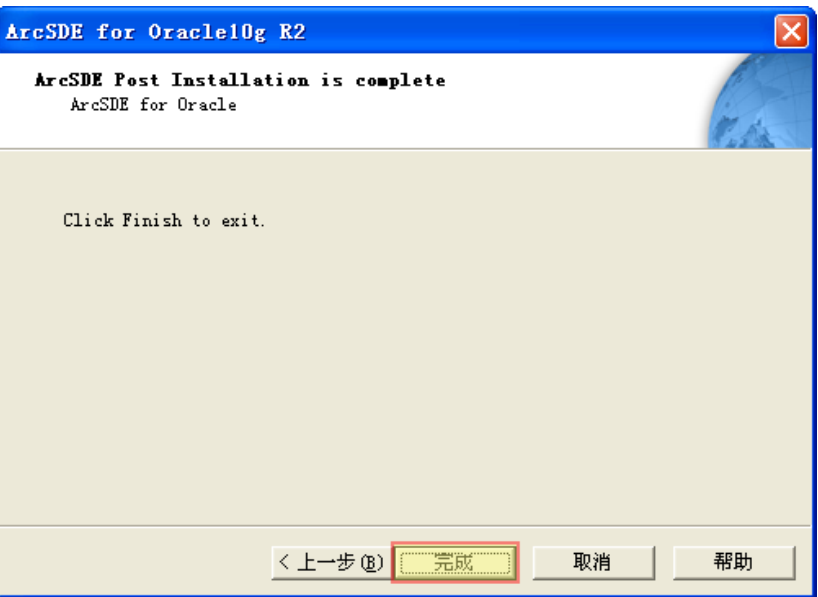 ArcSDE for Oracle10g R2
ArcSDE Post Installation is complete
ArcSDE for Oracle
Click Finish to exit.
< 上一步(B) 完成 取消 帮助